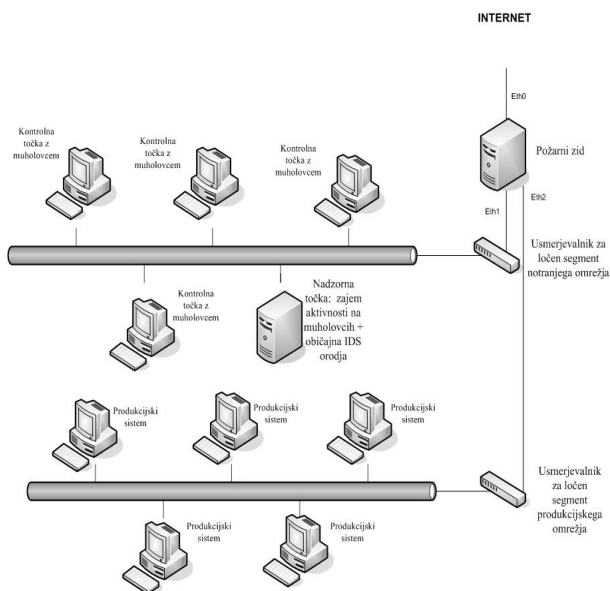 INTERNET
Eth0
Požarni zid
Eth1
Eth2
Usmerjevalnik za
ločen segment
notranjega omrežja
Kontrolna
točka z
muholovcem
Kontrolna
točka z
muholovcem
Kontrolna
točka z
muholovcem
Kontrolna
točka z
muholovcem
Nadzorna
točka: zajem
aktivnosti na
muholovcih +
običajna IDS
orodja
Produkcijski
sistem
Produkcijski
sistem
Produkcijski
sistem
Usmerjevalnik
za ločen
segment
produkcijskega
omrežja
Produkcijski
sistem
Produkcijski
sistem